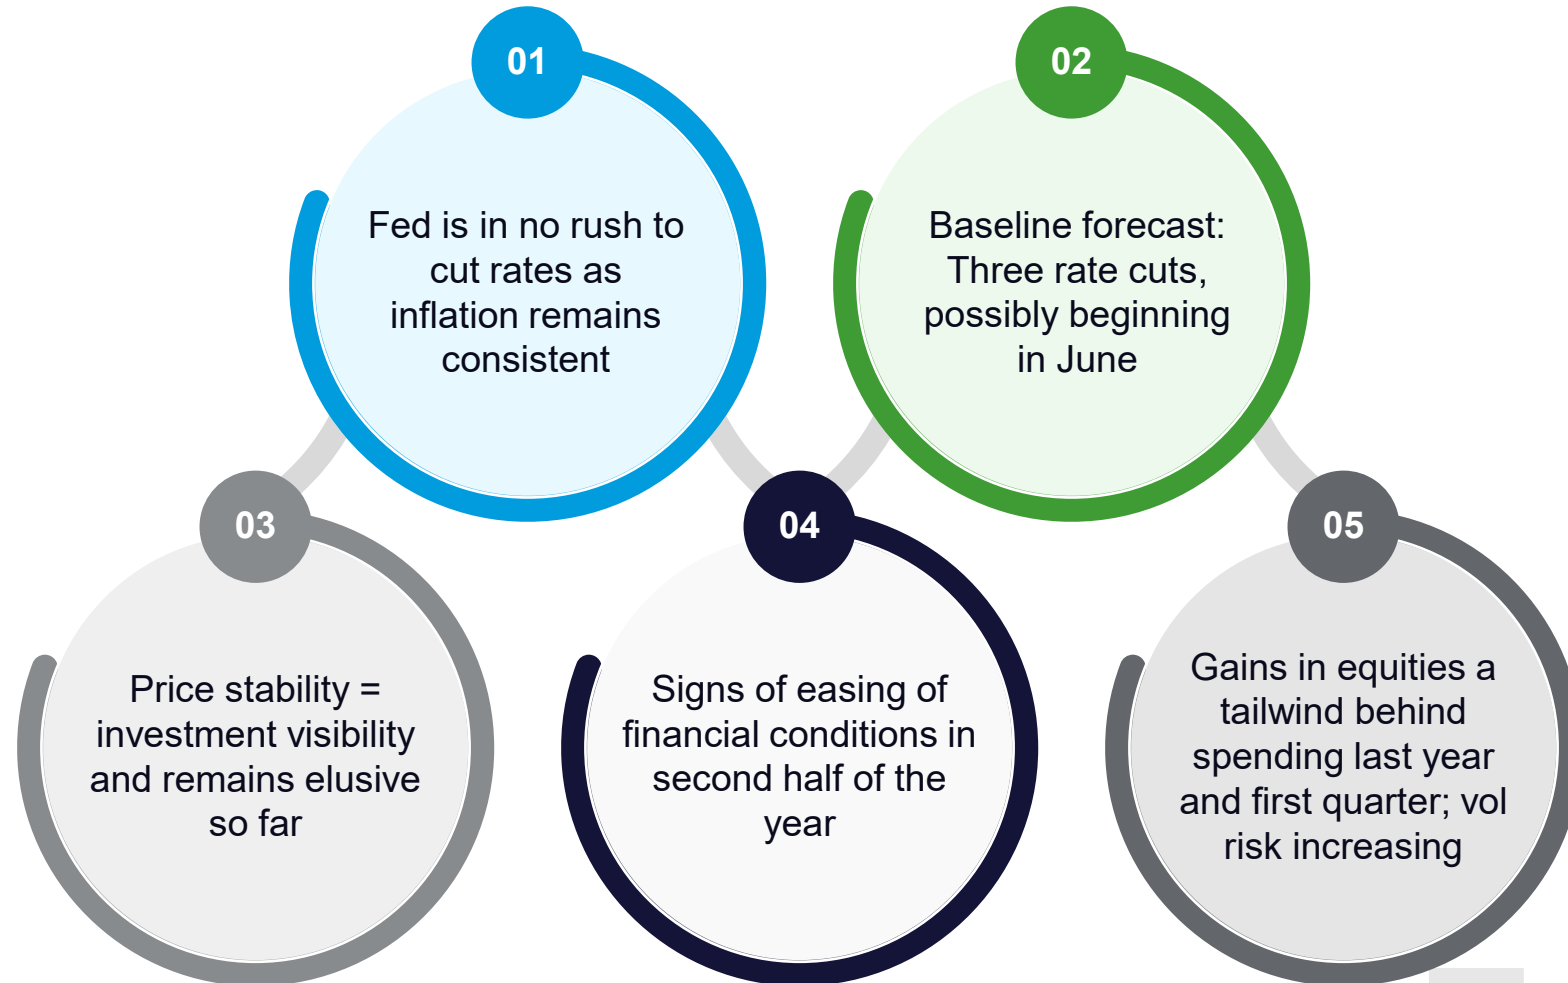 01
Fed is in no rush to
cut rates as
inflation remains
consistent
02
Baseline forecast:
Three rate cuts,
possibly beginning
in June
03
Price stability =
investment visibility
and remains elusive
so far
04
Signs of easing of
financial conditions in
second half of the
year
05
Gains in equities a
tailwind behind
spending last year
and first quarter; vol
risk increasing